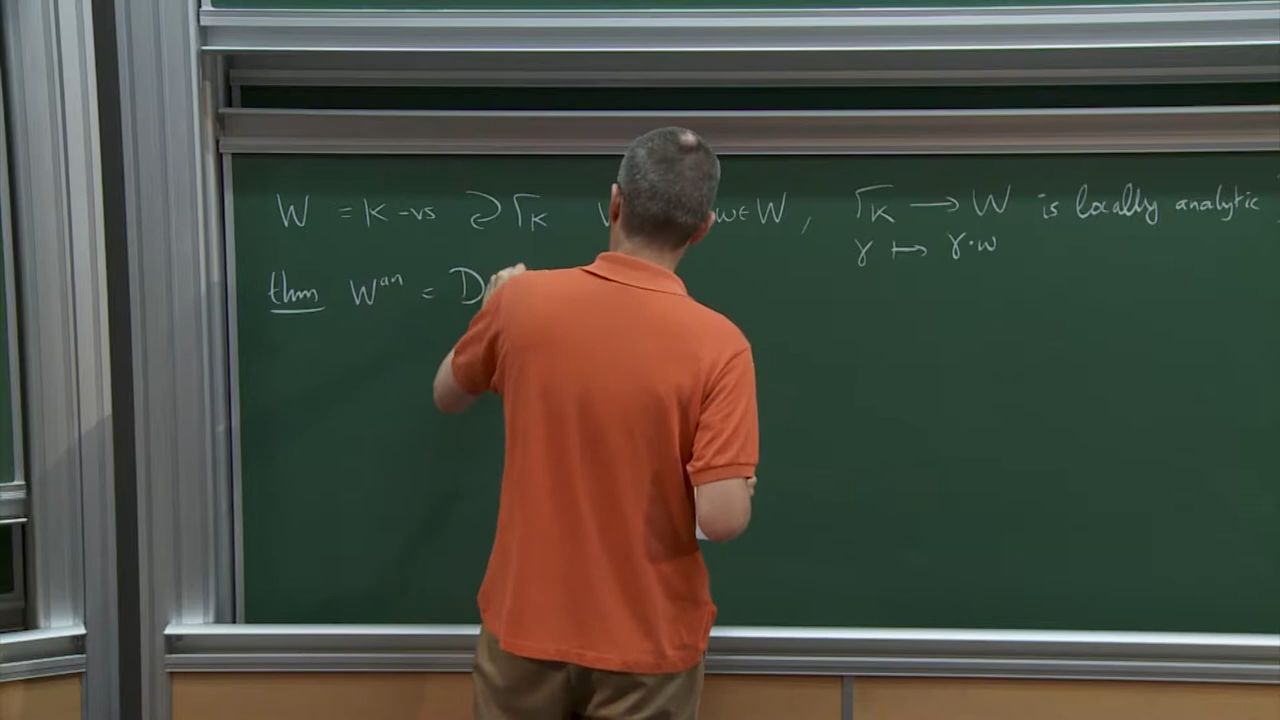 W = K-vs ⊋ Γ_K w∈W, Γ_K → W is locally analytic
γ ↦ γ·w
thm W^an = D